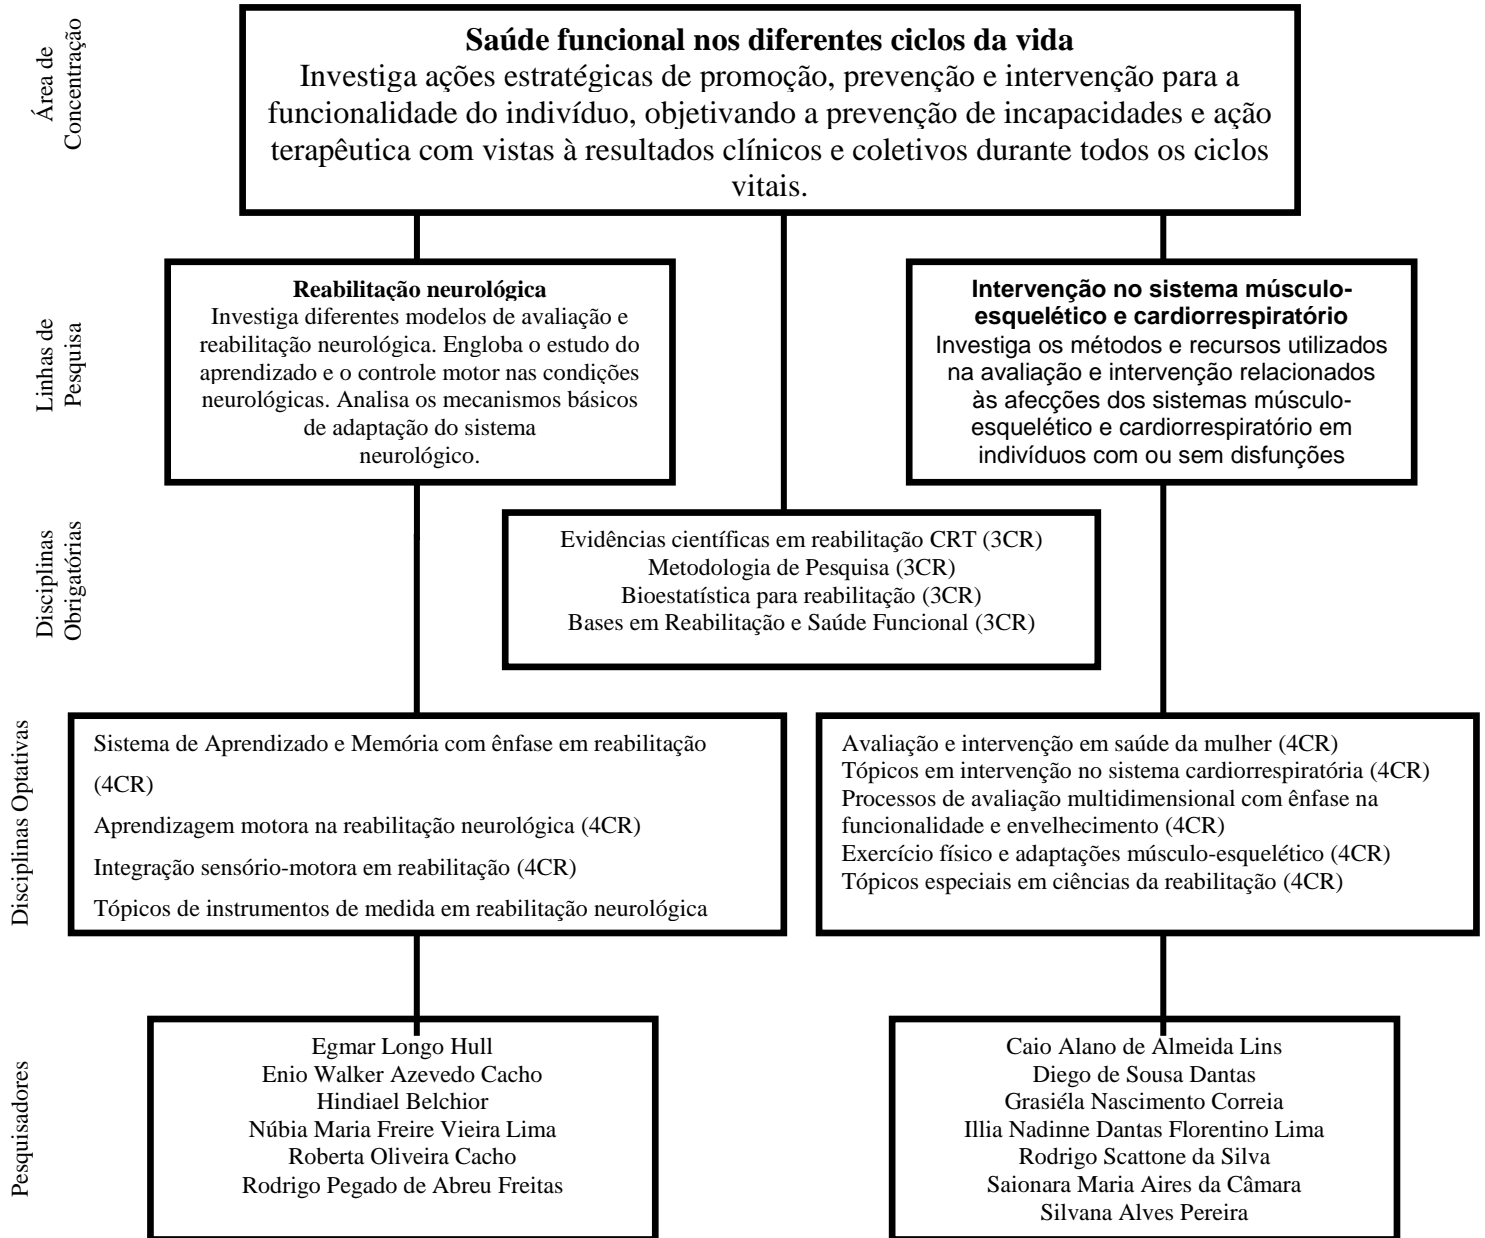 Área de
Concentração
Saúde funcional nos diferentes ciclos da vida
Investiga ações estratégicas de promoção, prevenção e intervenção para a
funcionalidade do indivíduo, objetivando a prevenção de incapacidades e ação
terapêutica com vistas à resultados clínicos e coletivos durante todos os ciclos
vitais.
Linhas de
Pesquisa
Reabilitação neurológica
Investiga diferentes modelos de avaliação e
reabilitação neurológica. Engloba o estudo do
aprendizado e o controle motor nas condições
neurológicas. Analisa os mecanismos básicos
de adaptação do sistema
neurológico.
Intervenção no sistema músculo-
esquelético e cardiorrespiratório
Investiga os métodos e recursos utilizados
na avaliação e intervenção relacionados
às afecções dos sistemas músculo-
esquelético e cardiorrespiratório em
indivíduos com ou sem disfunções
Disciplinas
Obrigatórias
Evidências científicas em reabilitação CRT (3CR)
Metodologia de Pesquisa (3CR)
Bioestatística para reabilitação (3CR)
Bases em Reabilitação e Saúde Funcional (3CR)
Disciplinas Optativas
Sistema de Aprendizado e Memória com ênfase em reabilitação
(4CR)
Aprendizagem motora na reabilitação neurológica (4CR)
Integração sensório-motora em reabilitação (4CR)
Tópicos de instrumentos de medida em reabilitação neurológica
Avaliação e intervenção em saúde da mulher (4CR)
Tópicos em intervenção no sistema cardiorrespiratória (4CR)
Processos de avaliação multidimensional com ênfase na
funcionalidade e envelhecimento (4CR)
Exercício físico e adaptações músculo-esquelético (4CR)
Tópicos especiais em ciências da reabilitação (4CR)
Pesquisadores
Egmar Longo Hull
Enio Walker Azevedo Cacho
Hindiael Belchior
Núbia Maria Freire Vieira Lima
Roberta Oliveira Cacho
Rodrigo Pegado de Abreu Freitas
Caio Alano de Almeida Lins
Diego de Sousa Dantas
Grasiéla Nascimento Correia
Illia Nadinne Dantas Florentino Lima
Rodrigo Scattone da Silva
Saionara Maria Aires da Câmara
Silvana Alves Pereira